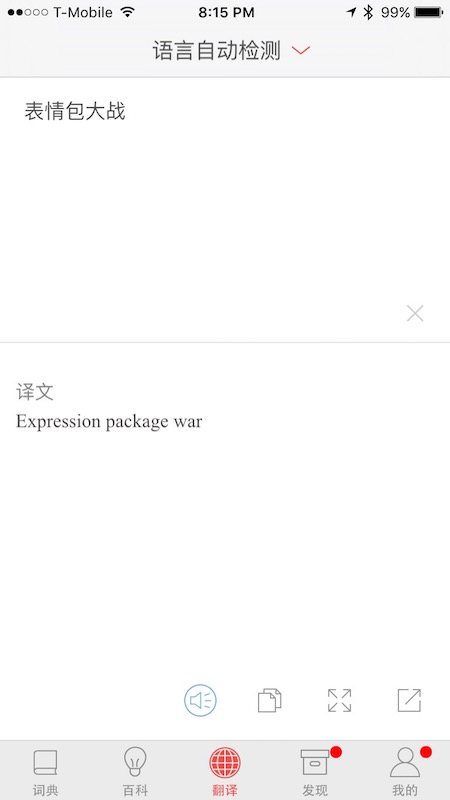 T-Mobile 8:15 PM 99%
语言自动检测
表情包大战
译文
Expression package war
词典 百科 翻译 发现 我的